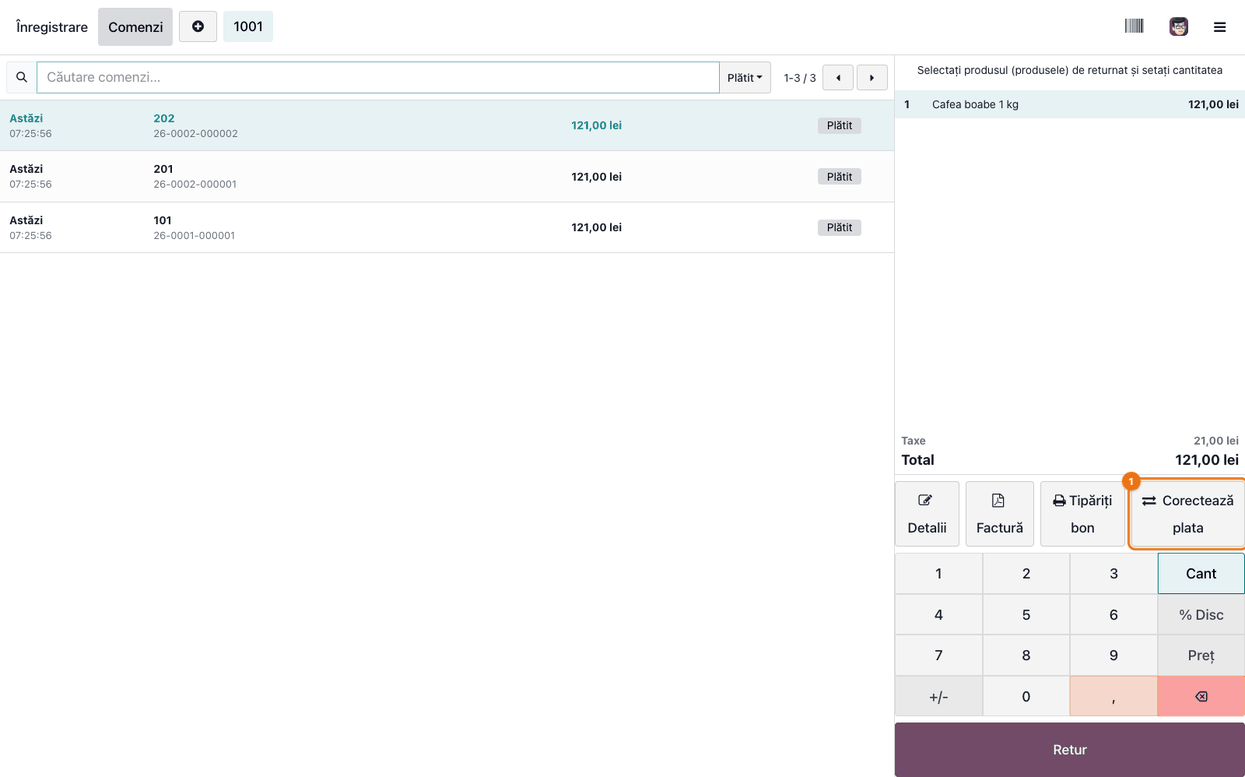 Înregistrare Comenzi 1001
Căutare comenzi... Plătit 1-3 / 3
Selectați produsul (produsele) de returnat și setați cantitatea
1 Cafea boabe 1 kg 121,00 lei
Astăzi 202 121,00 lei Plătit
07:25:56 26-0002-000002
Astăzi 201 121,00 lei Plătit
07:25:56 26-0002-000001
Astăzi 101 121,00 lei Plătit
07:25:56 26-0001-000001
Taxe 21,00 lei
Total 121,00 lei
1
Detalii
Factură
Tipăriți
bon
Corectează
plata
1 2 3 Cant
4 5 6 % Disc
7 8 9 Preț
+/- 0 ,
Retur